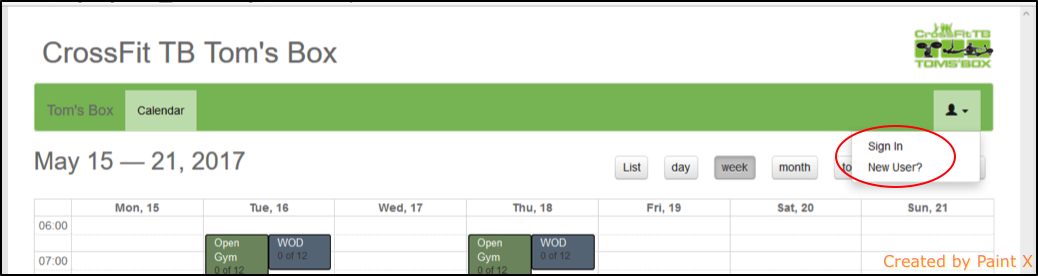 CrossFit TB Tom's Box
CrossFit TB
TOMS'BOX
Tom's Box
Calendar
Sign In
New User?
May 15 — 21, 2017
List
day
week
month
Mon, 15
Tue, 16
Wed, 17
Thu, 18
Fri, 19
Sat, 20
Sun, 21
06:00
Open
Gym
0 of 12
WOD
0 of 12
Open
Gym
0 of 12
WOD
0 of 12
07:00
Created by Paint X